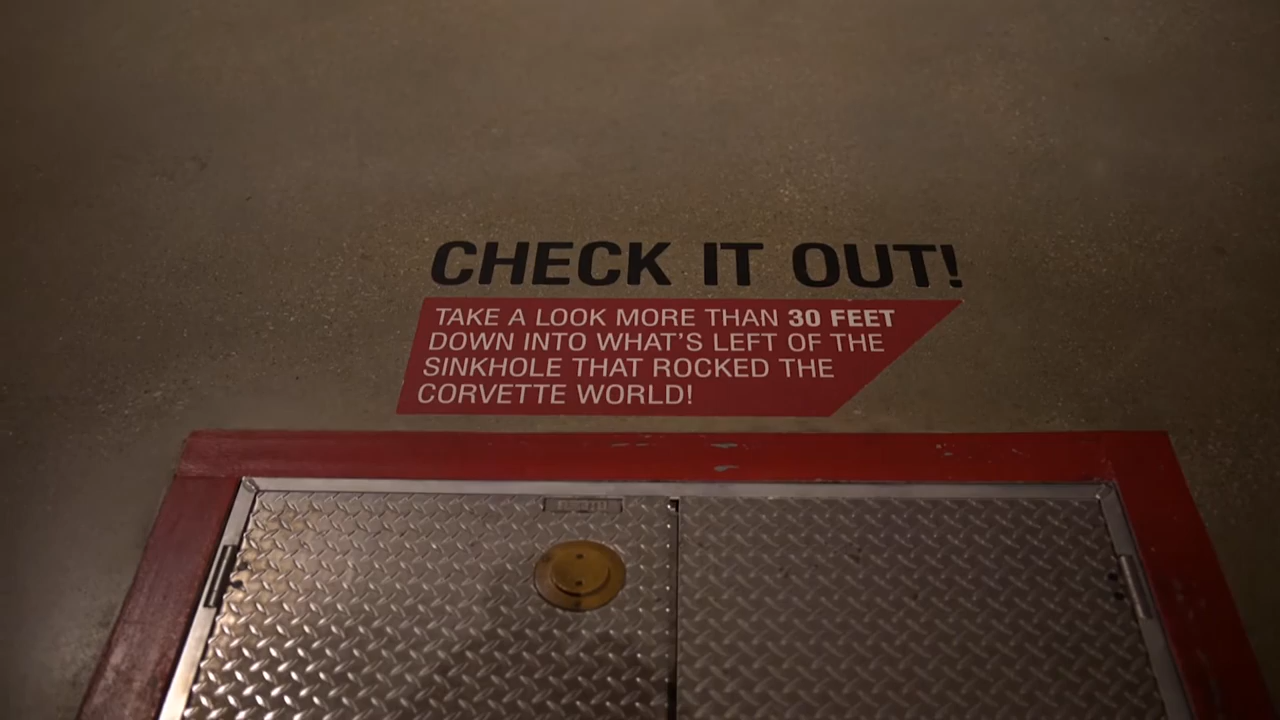 CHECK IT OUT!
TAKE A LOOK MORE THAN 30 FEET
DOWN INTO WHAT'S LEFT OF THE
SINKHOLE THAT ROCKED THE
CORVETTE WORLD!